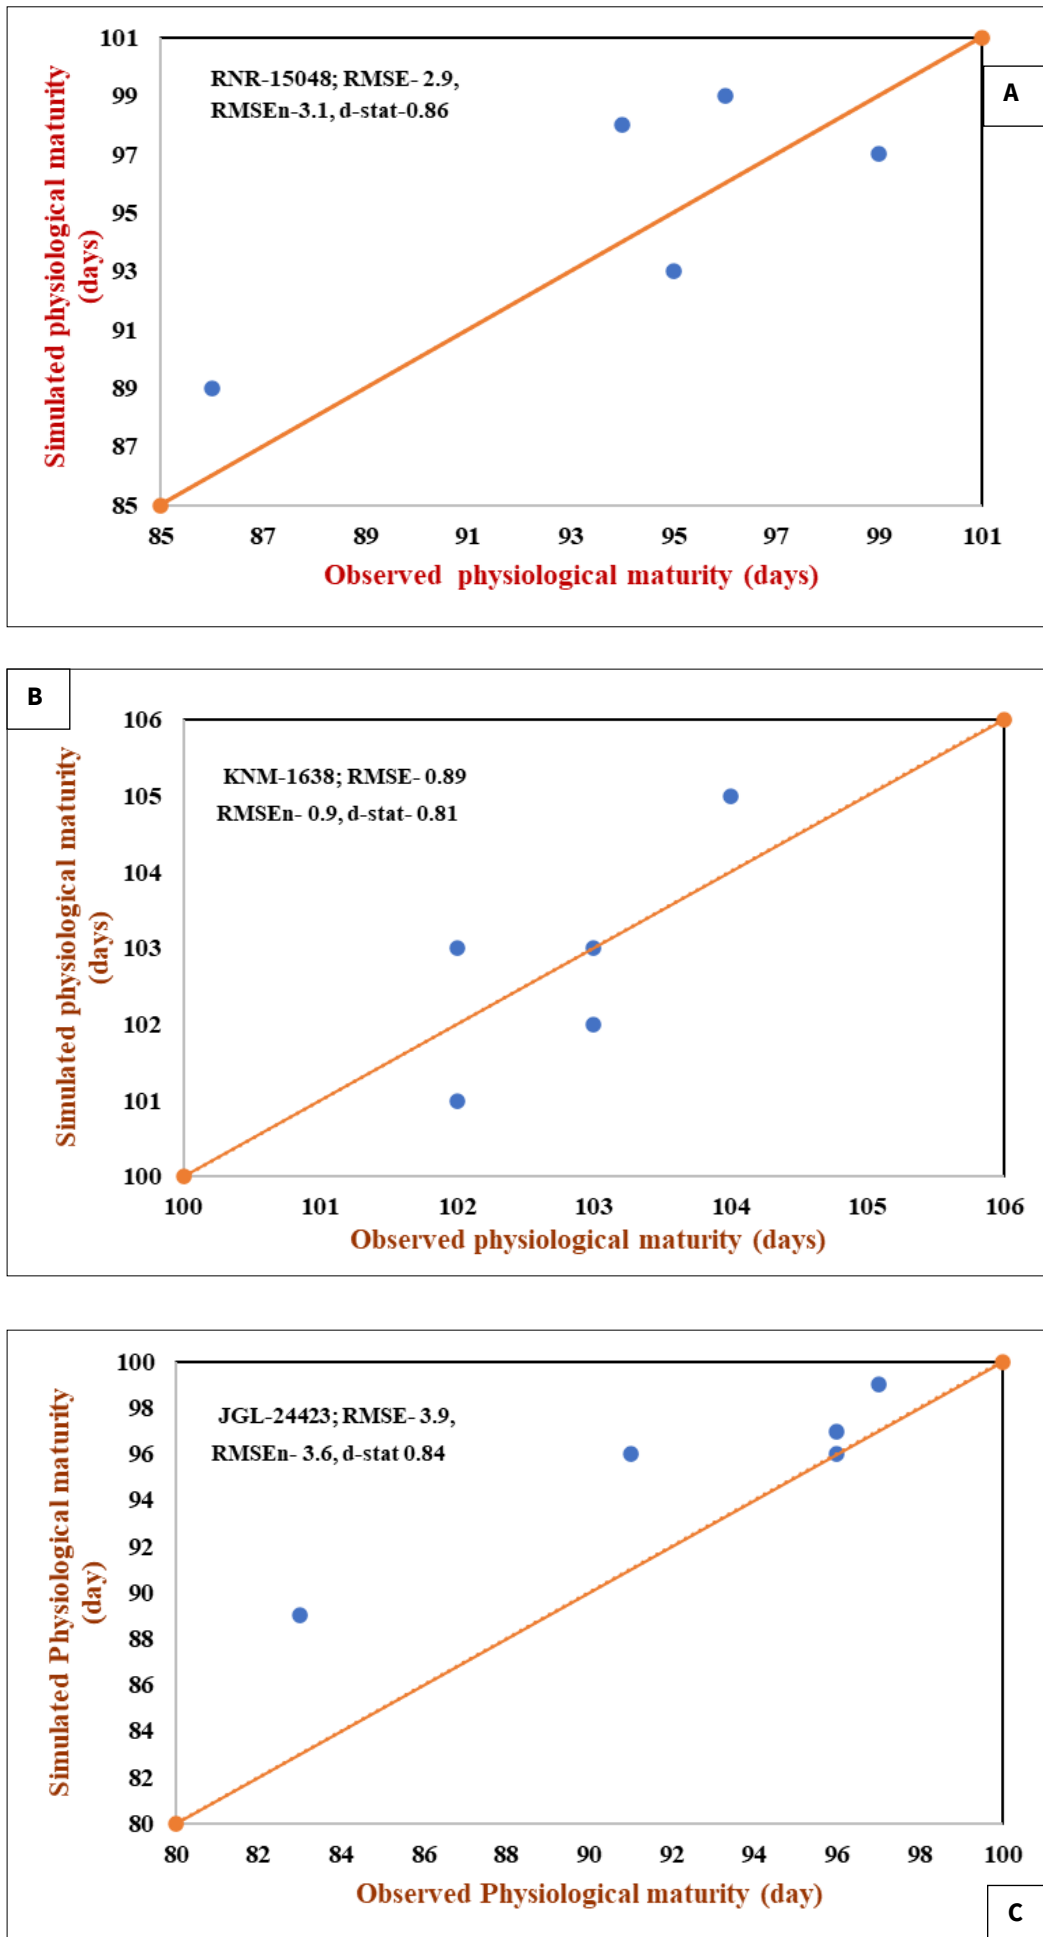 A
RNR-15048; RMSE- 2.9,
RMSEn-3.1, d-stat-0.86
Simulated physiological maturity
(days)
101
99
97
95
93
91
89
87
85
85 87 89 91 93 95 97 99 101
Observed physiological maturity (days)
B
KNM-1638; RMSE- 0.89
RMSEn- 0.9, d-stat- 0.81
Simulated physiological maturity
(days)
106
105
104
103
102
101
100
100 101 102 103 104 105 106
Observed physiological maturity (days)
JGL-24423; RMSE- 3.9,
RMSEn- 3.6, d-stat 0.84
Simulated Physiological maturity
(day)
100
98
96
94
92
90
88
86
84
82
80
80 82 84 86 88 90 92 94 96 98 100
Observed Physiological maturity (day)
C